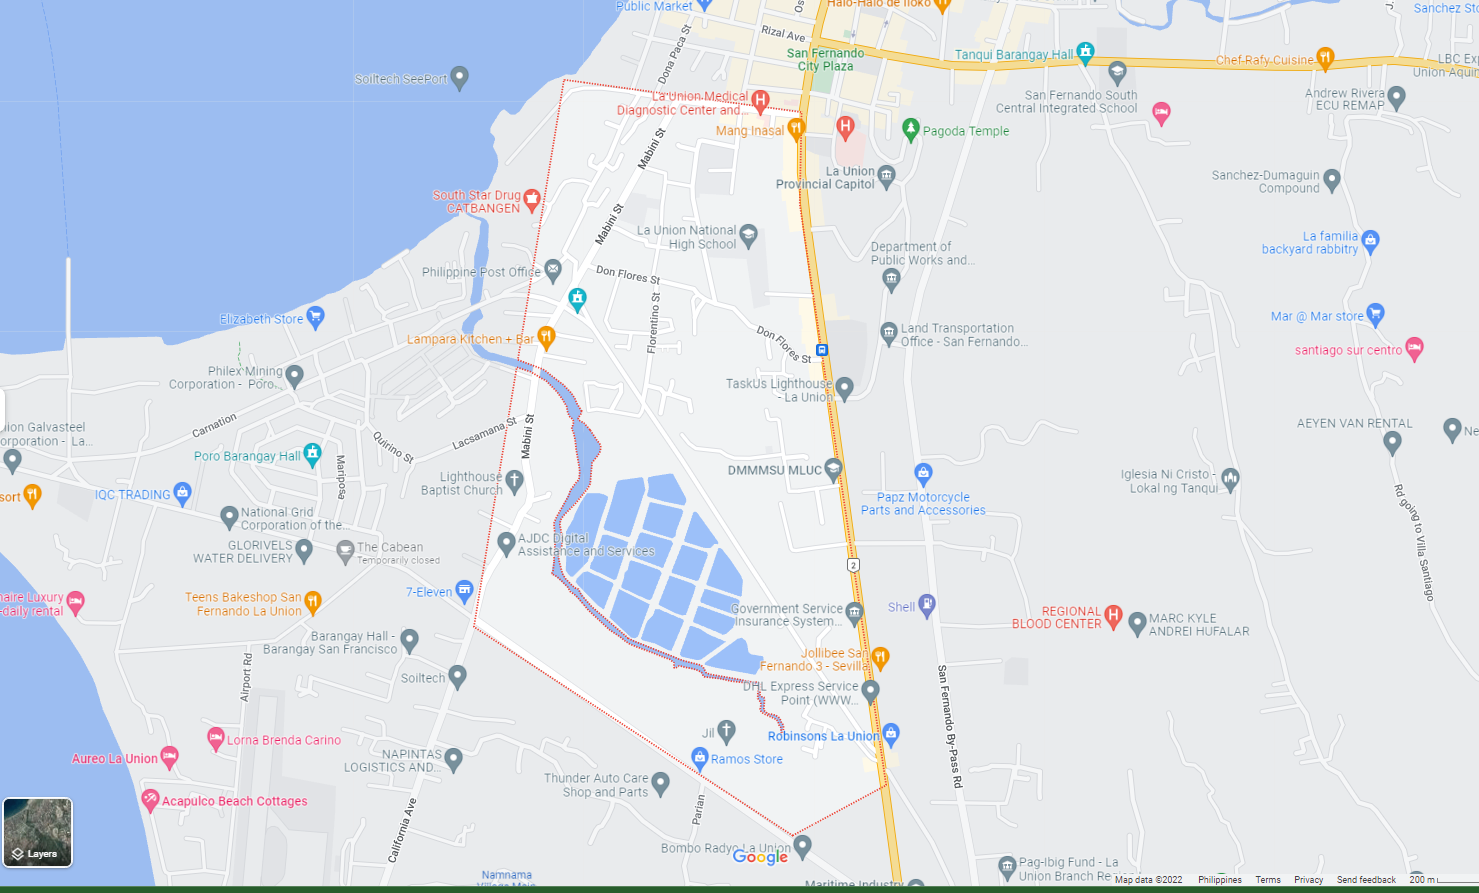 Public Market
Halo-Halo de Iloko
Sanchez Sto
Rizal Ave
Dona Paca St
San Fernando
City Plaza
Tanqui Barangay Hall
Chef-Rafy Cuisine
LBC Exp
Union-Aquin
Soiltech SeePort
San Fernando South
Central Integrated School
Andrew Rivera
ECU REMAP
La Union Medical
Diagnostic Center and...
Mang Inasal
Pagoda Temple
Mabini St
La Union
Provincial Capitol
Sanchez-Dumaguin
Compound
South Star Drug
CATBANGEN
Mabini St
La Union National
High School
La familia
backyard rabbitry
Department of
Public Works and...
Philippine Post Office
Don Flores St
Florentino St
Elizabeth Store
Mar @ Mar store
Lampara Kitchen + Bar
Don Flores St
Land Transportation
Office - San Fernando...
santiago sur centro
Philex Mining
Corporation - Poro...
TaskUs Lighthouse
- La Union
Carnation
Lacsamana St
Quirino St
Mabini St
nion Galvasteel
orporation - La...
AEYEN VAN RENTAL
Ne
Poro Barangay Hall
Mariposa
Lighthouse
Baptist Church
DMMMSU MLUC
Iglesia Ni Cristo -
Lokal ng Tanqui
sort
IQC TRADING
Papz Motorcycle
Parts and Accessories
Rd going to Villa Santiago
National Grid
Corporation of the...
GLORIVELS
WATER DELIVERY
The Cabean
Temporarily closed
AJDC Digital
Assistance and Services
2
naire Luxury
-daily rental
Teens Bakeshop San
Fernando La Union
7-Eleven
Government Service
Insurance System...
Shell
REGIONAL
BLOOD CENTER
MARC KYLE
ANDREI HUFALAR
Barangay Hall -
Barangay San Francisco
Jollibee San
Fernando 3 - Sevilla
Airport Rd
Soiltech
DHL Express Service
Point (WWW...
San Fernando By-Pass Rd
Lorna Brenda Carino
Jil
Robinsons La Union
Aureo La Union
NAPINTAS
LOGISTICS AND...
Ramos Store
Thunder Auto Care
Shop and Parts
Acapulco Beach Cottages
Parian
California Ave
Layers
Bombo Radyo La Union
Google
Pag-Ibig Fund - La
Union Branch Re
Namnama
Village Main
Maritime Industry
Map data ©2022
Philippines
Terms
Privacy
Send feedback
200 m